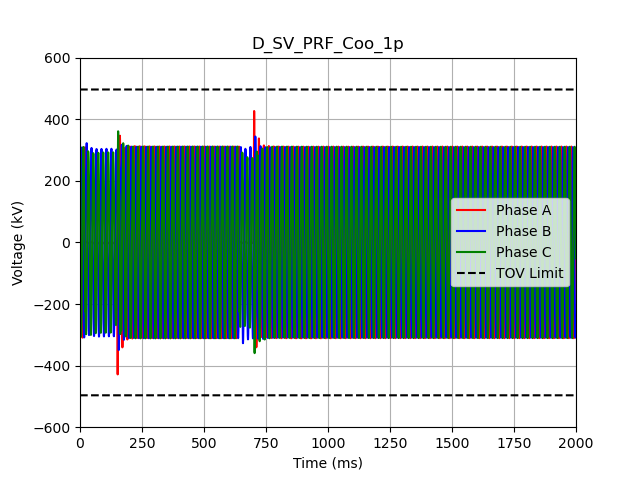 D_SV_PRF_Coo_1p
600
400
200
0
−200
−400
−600
Voltage (kV)
Phase A
Phase B
Phase C
TOV Limit
0 250 500 750 1000 1250 1500 1750 2000
Time (ms)